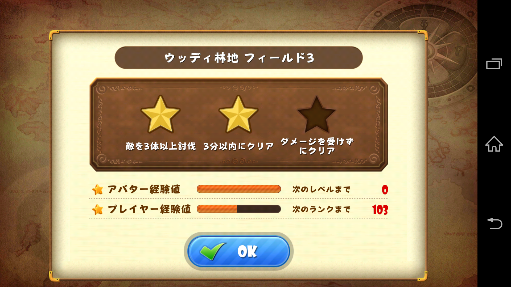 ウッディ林地 フィールド3
敵を3体以上討伐
3分以内にクリア
ダメージを受けず
にクリア
アバター経験値
次のレベルまで
0
プレイヤー経験値
次のランクまで
103
OK